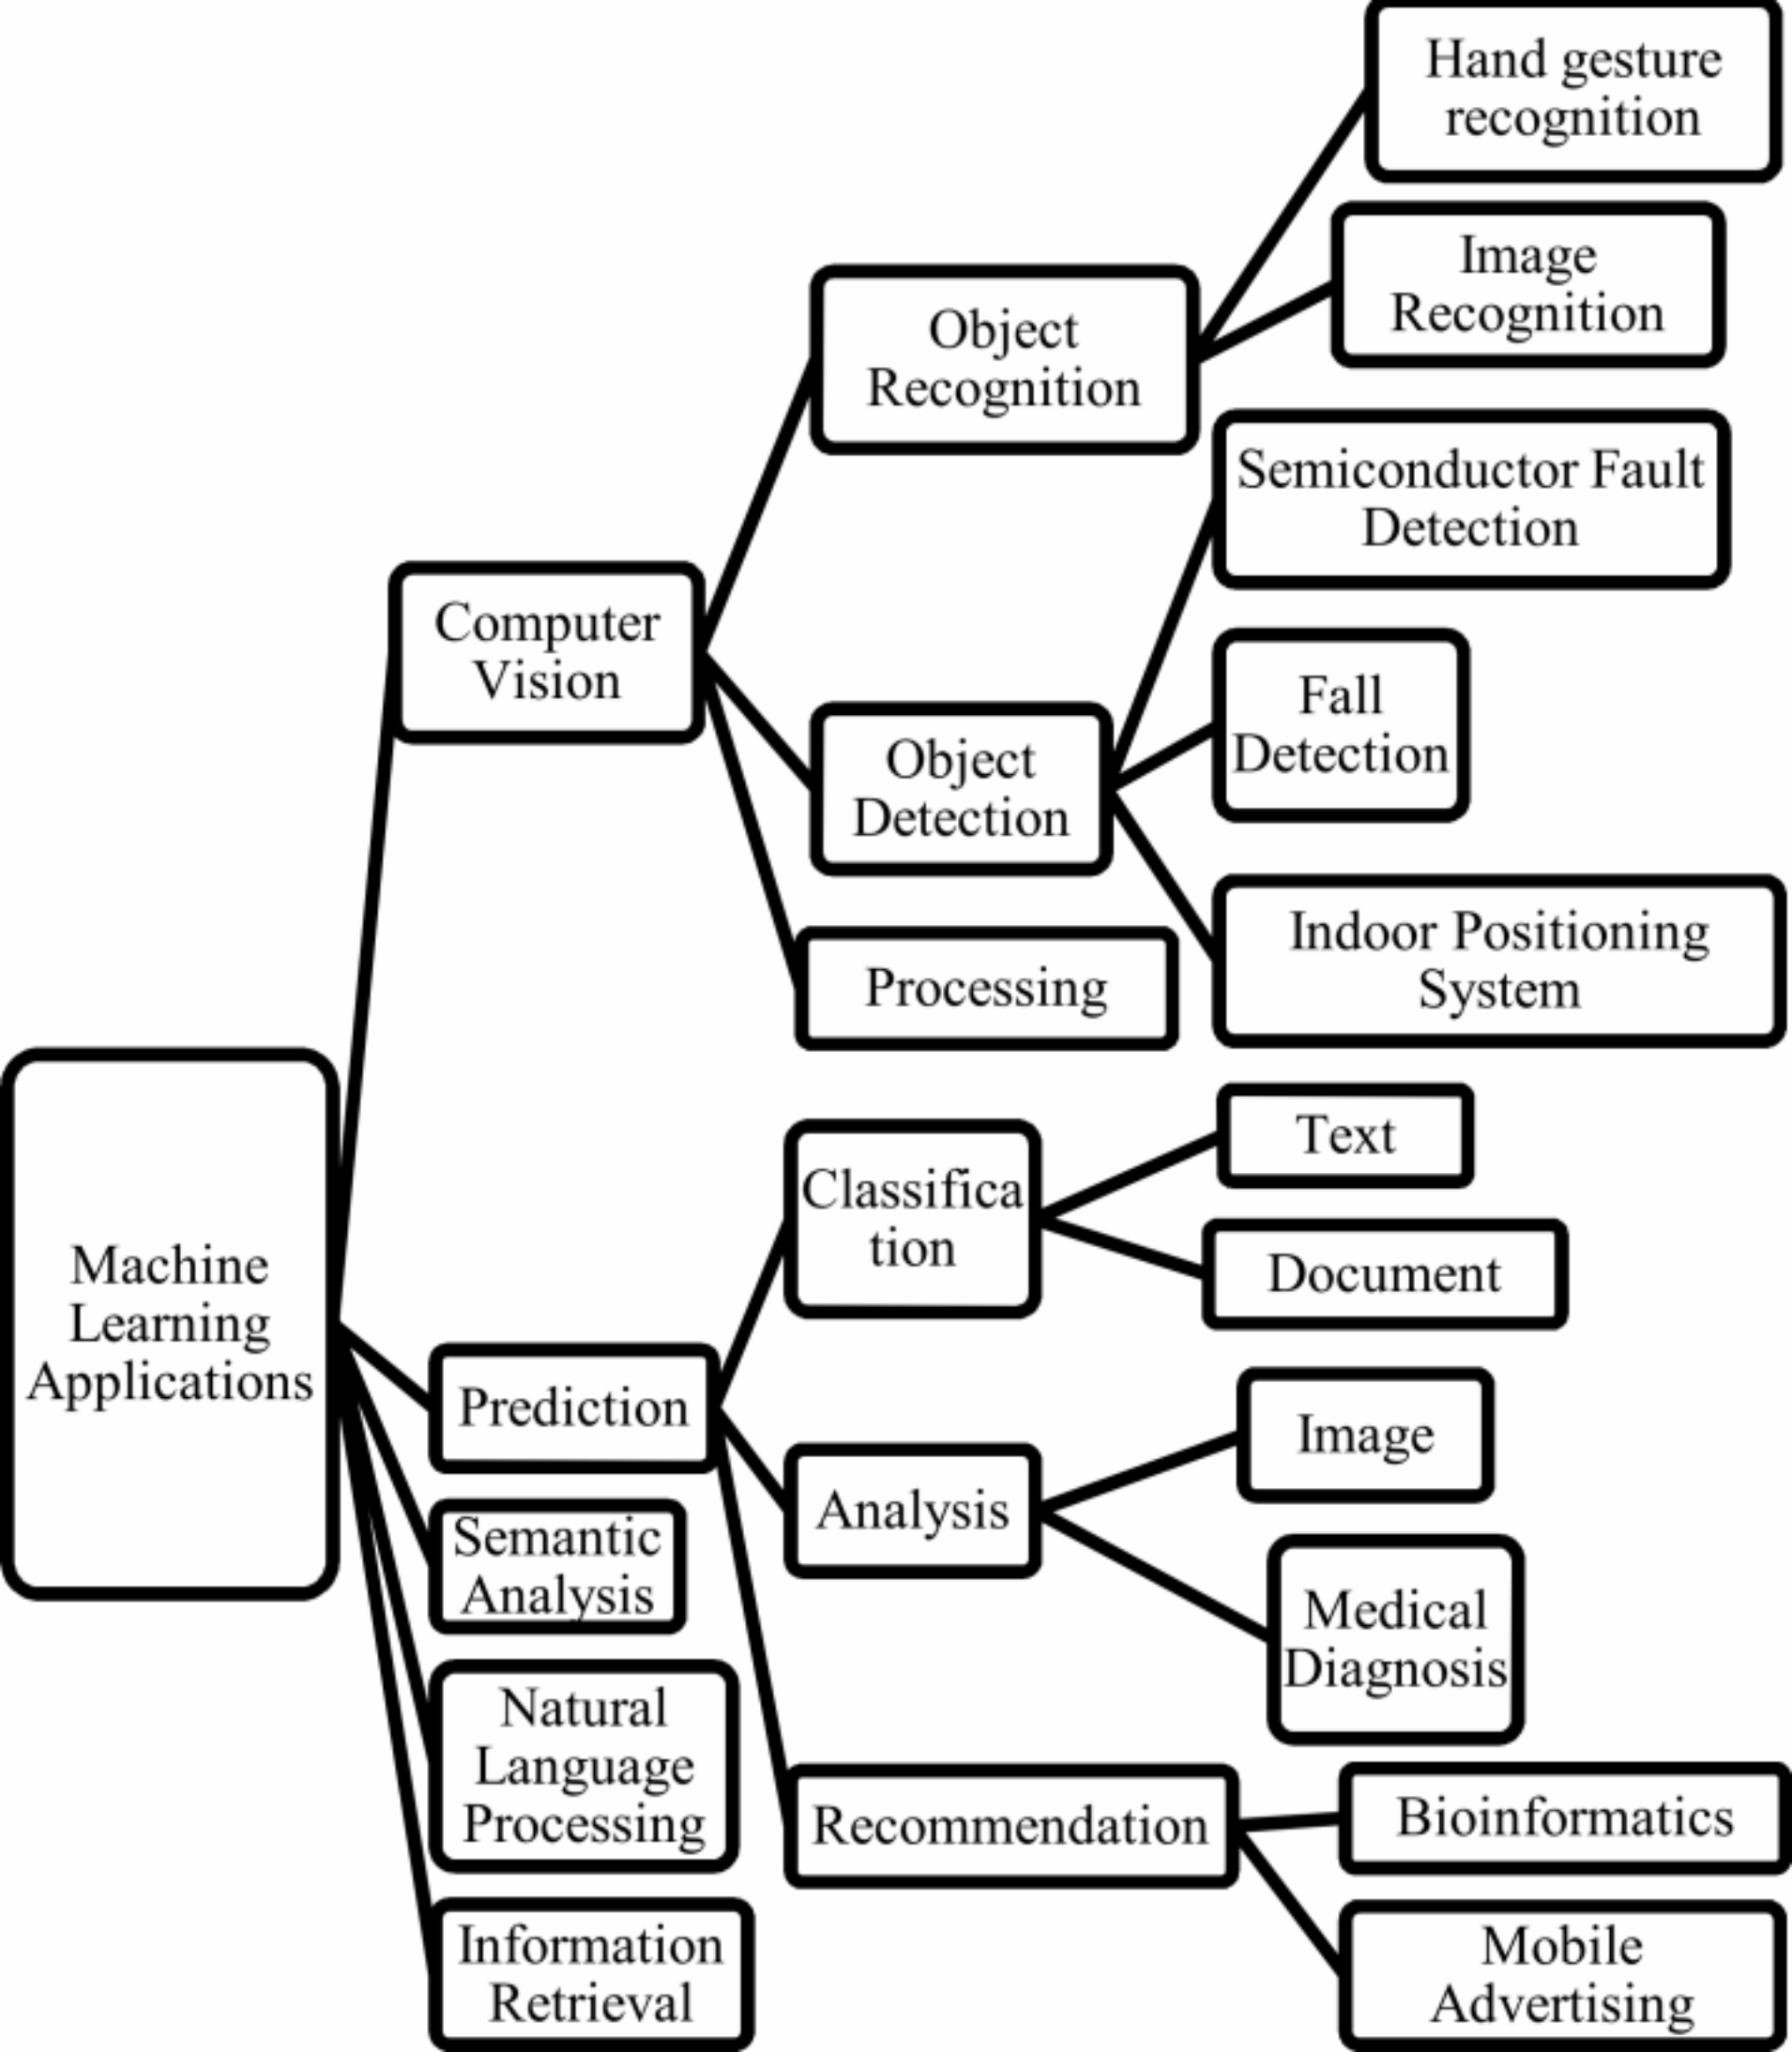 Hand gesture
recognition
Image
Recognition
Object
Recognition
Semiconductor Fault
Detection
Computer
Vision
Fall
Detection
Object
Detection
Indoor Positioning
System
Processing
Text
Classifica
tion
Document
Machine
Learning
Applications
Prediction
Image
Analysis
Semantic
Analysis
Medical
Diagnosis
Natural
Language
Processing
Recommendation
Bioinformatics
Information
Retrieval
Mobile
Advertising